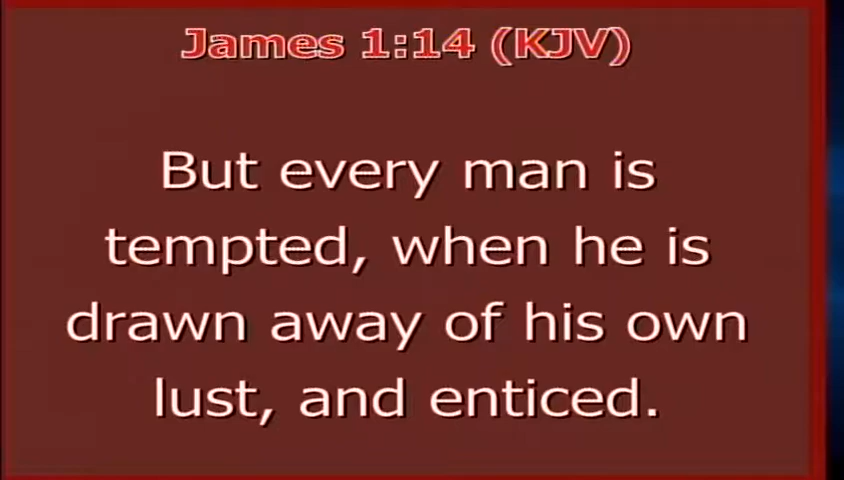 James 1:14 (KJV)
But every man is
tempted, when he is
drawn away of his own
lust, and enticed.